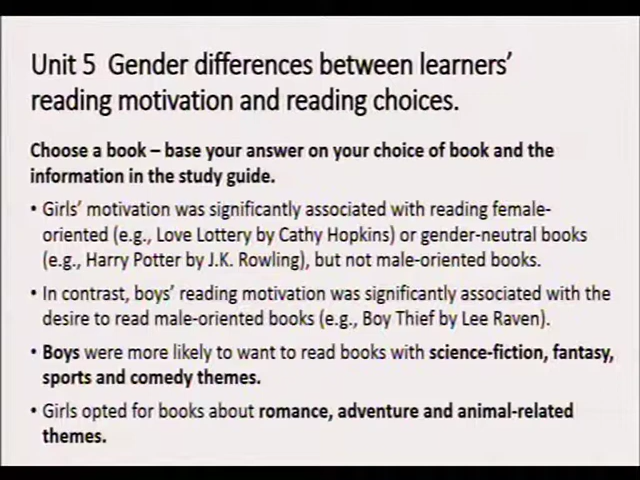 Unit 5  Gender differences between learners’
reading motivation and reading choices.
Choose a book – base your answer on your choice of book and the
information in the study guide.
• Girls’ motivation was significantly associated with reading female-
oriented (e.g., Love Lottery by Cathy Hopkins) or gender-neutral books
(e.g., Harry Potter by J.K. Rowling), but not male-oriented books.
• In contrast, boys’ reading motivation was significantly associated with the
desire to read male-oriented books (e.g., Boy Thief by Lee Raven).
• Boys were more likely to want to read books with science-fiction, fantasy,
sports and comedy themes.
• Girls opted for books about romance, adventure and animal-related
themes.